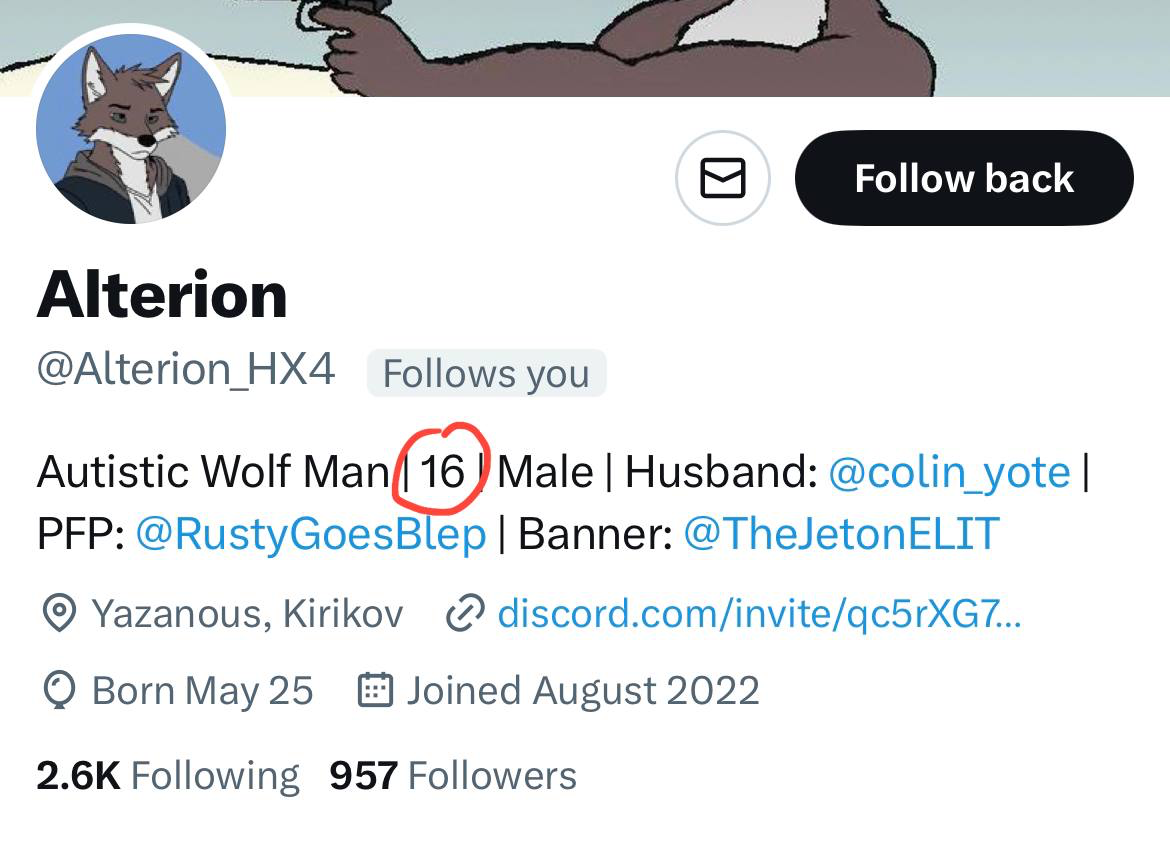 Follow back
Alterion
@Alterion_HX4 Follows you
Autistic Wolf Man | 16 | Male | Husband: @colin_yote |
PFP: @RustyGoesBlep | Banner: @TheJetonELIT
Yazanous, Kirikov discord.com/invite/qc5rXG7...
Born May 25 Joined August 2022
2.6K Following 957 Followers